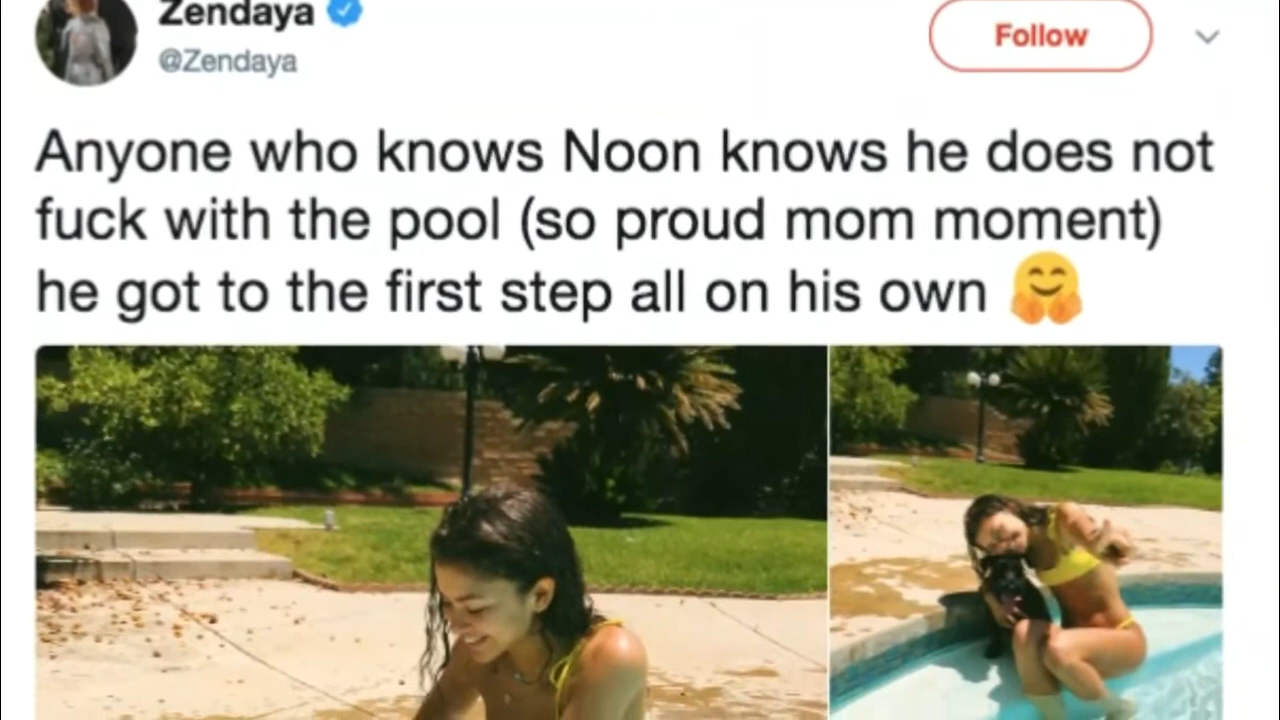 Zendaya
@Zendaya
Follow
Anyone who knows Noon knows he does not
fuck with the pool (so proud mom moment)
he got to the first step all on his own 🤗